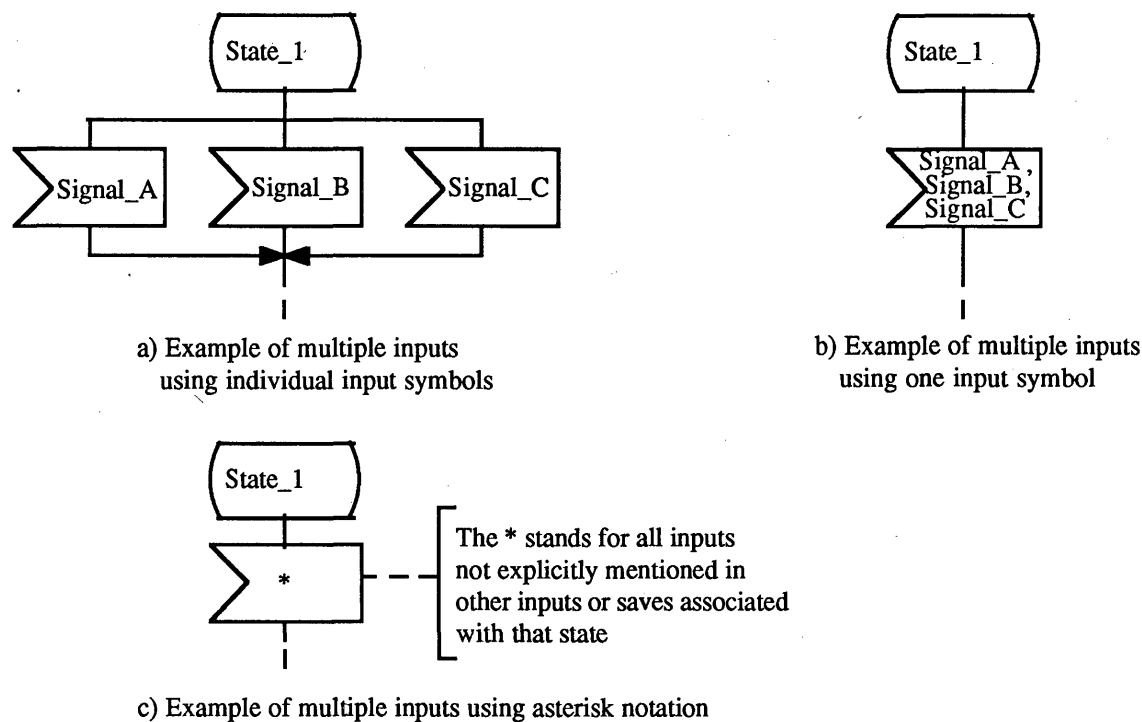 State_1
Signal_A
Signal_B
Signal_C
a) Example of multiple inputs
using individual input symbols
State_1
Signal_A ,
Signal_B,
Signal_C
b) Example of multiple inputs
using one input symbol
State_1
*
The * stands for all inputs
not explicitly mentioned in
other inputs or saves associated
with that state
c) Example of multiple inputs using asterisk notation